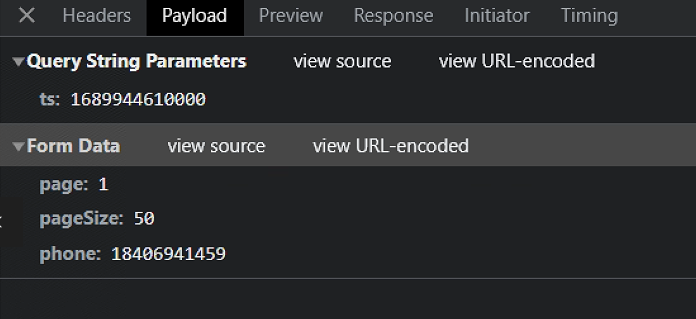 Headers Payload Preview Response Initiator Timing
Query String Parameters view source view URL-encoded
ts: 1689944610000
Form Data view source view URL-encoded
page: 1
pageSize: 50
phone: 18406941459